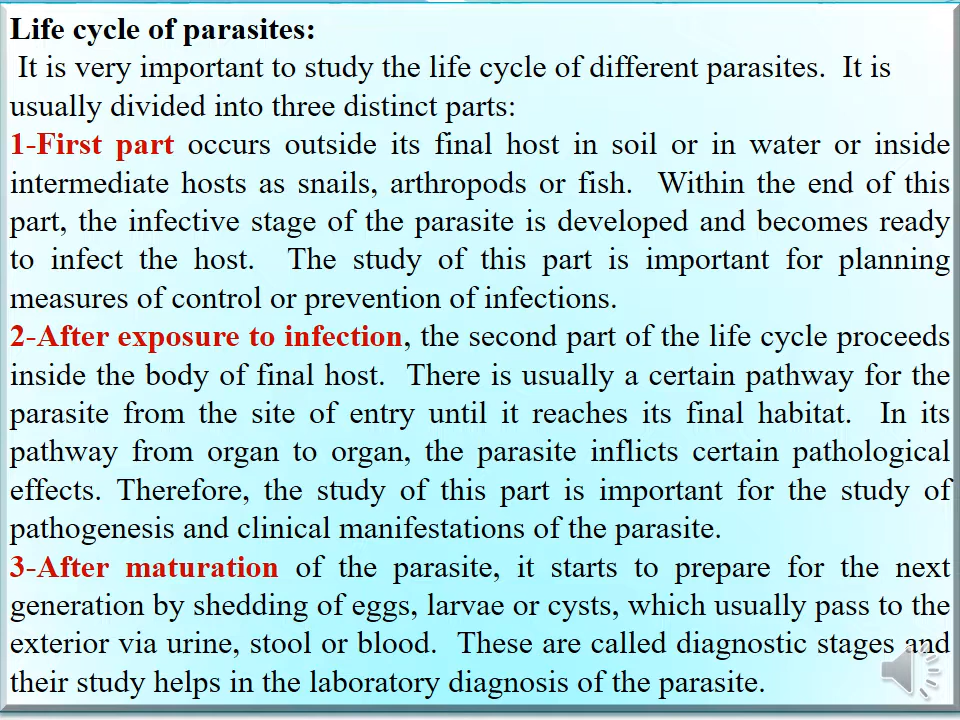 Life cycle of parasites:
It is very important to study the life cycle of different parasites.  It is
usually divided into three distinct parts:
1-First part occurs outside its final host in soil or in water or inside
intermediate hosts as snails, arthropods or fish.  Within the end of this
part, the infective stage of the parasite is developed and becomes ready
to infect the host.  The study of this part is important for planning
measures of control or prevention of infections.
2-After exposure to infection, the second part of the life cycle proceeds
inside the body of final host.  There is usually a certain pathway for the
parasite from the site of entry until it reaches its final habitat.  In its
pathway from organ to organ, the parasite inflicts certain pathological
effects. Therefore, the study of this part is important for the study of
pathogenesis and clinical manifestations of the parasite.
3-After maturation of the parasite, it starts to prepare for the next
generation by shedding of eggs, larvae or cysts, which usually pass to the
exterior via urine, stool or blood.  These are called diagnostic stages and
their study helps in the laboratory diagnosis of the parasite.